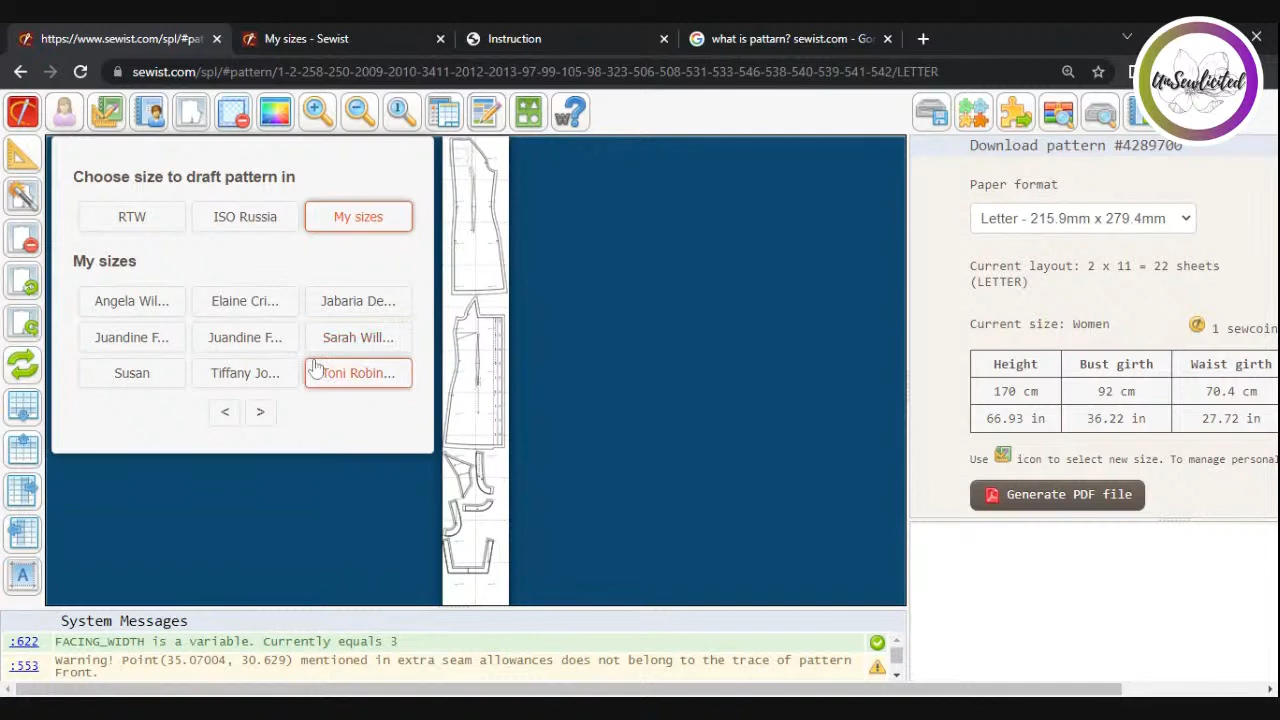 https://www.sewist.com/spl/#pat
My sizes - Sewist
Instruction
what is pattarn? sewist.com - Goo
sewist.com/spl/#pattern/1-2-258-250-2009-2010-3411-2012-2013-97-99-105-98-323-506-508-531-533-546-538-540-539-541-542/LETTER
UnSewlicited
w?
Choose size to draft pattern in
RTW
ISO Russia
My sizes
My sizes
Angela Wil...
Elaine Cri...
Jabaria De...
Juandine F...
Juandine F...
Sarah Will...
Susan
Tiffany Jo...
Toni Robin...
<
>
A
Download pattern #4289700
Paper format
Letter - 215.9mm x 279.4mm
Current layout: 2 x 11 = 22 sheets
(LETTER)
Current size: Women
1 sewcoin
Height
Bust girth
Waist girth
170 cm
92 cm
70.4 cm
66.93 in
36.22 in
27.72 in
Use icon to select new size. To manage personal
Generate PDF file
System Messages
:622
FACING_WIDTH is a variable. Currently equals 3
:553
Warning! Point(35.07004, 30.629) mentioned in extra seam allowances does not belong to the trace of pattern
Front.